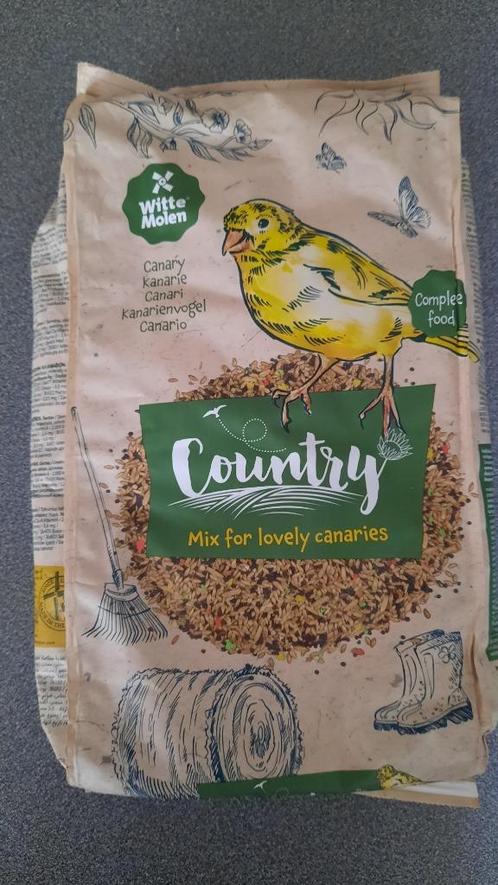 Witte
Molen
Canary
Kanarie
Canari
Kanarienvogel
Canario
Complee
food
Country
Mix for lovely canaries